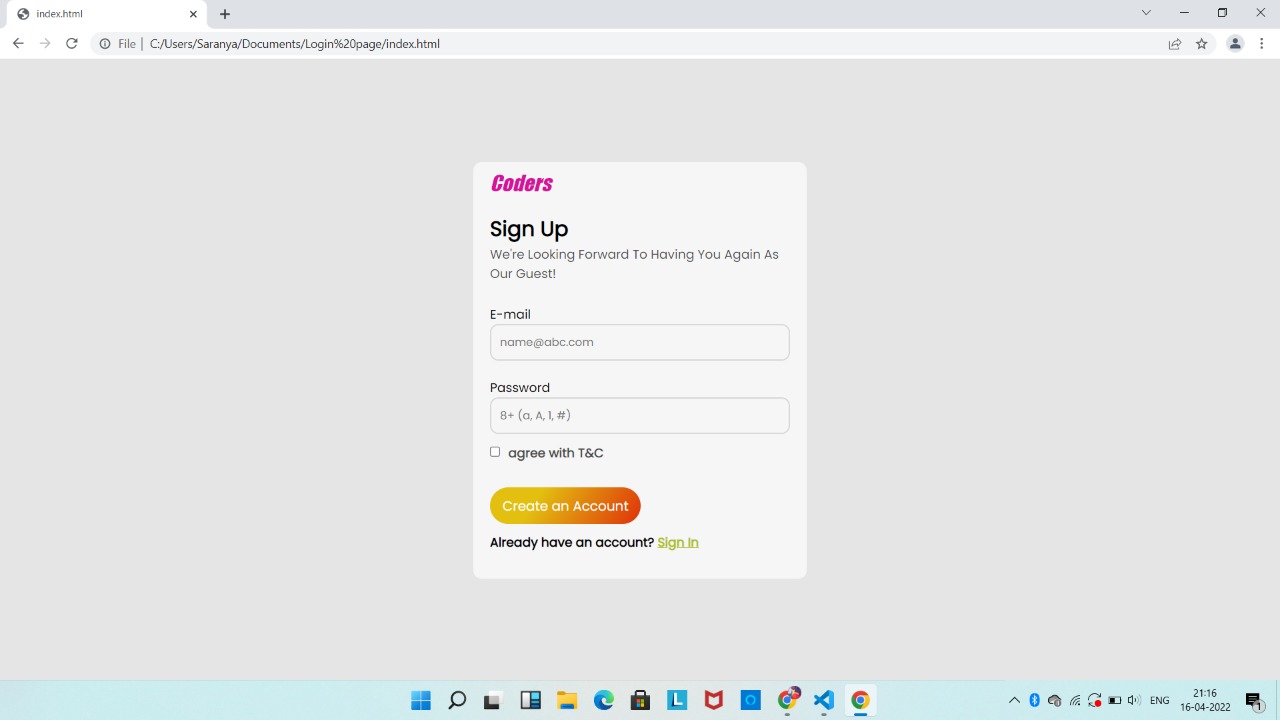 index.html
File | C:/Users/Saranya/Documents/Login%20page/index.html
Coders
Sign Up
We're Looking Forward To Having You Again As
Our Guest!
E-mail
name@abc.com
Password
8+ (a, A, 1, #)
agree with T&C
Create an Account
Already have an account? Sign In
L
ENG
21:16
16-04-2022
1